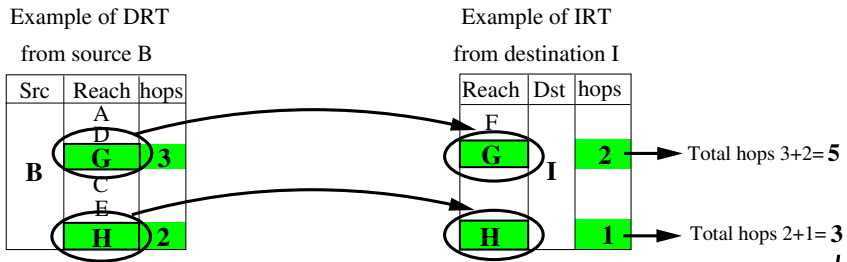 Example of DRT
from source B
Src Reach hops
A
D
G 3
B
C
E
H 2
Example of IRT
from destination I
Reach Dst hops
F
G 2
I
H 1
Total hops 3+2= 5
Total hops 2+1= 3